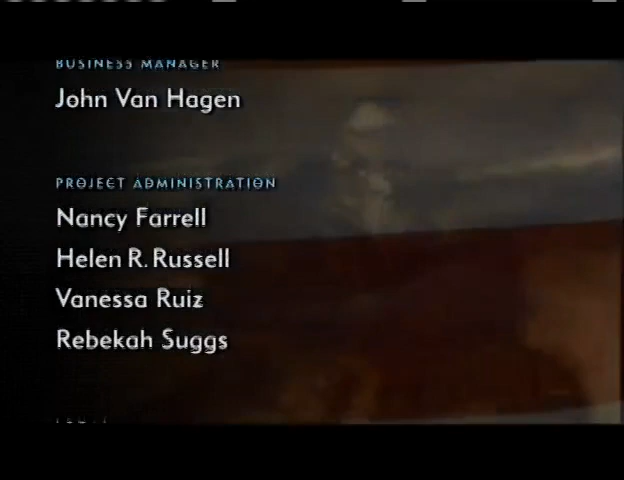 BUSINESS MANAGER
John Van Hagen
PROJECT ADMINISTRATION
Nancy Farrell
Helen R. Russell
Vanessa Ruiz
Rebekah Suggs